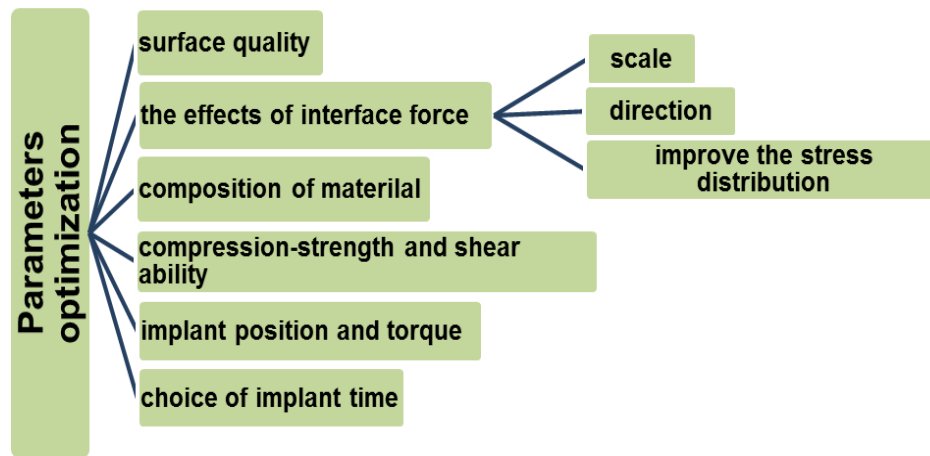 Parameters
optimization
surface quality
the effects of interface force
scale
direction
improve the stress
distribution
composition of materilal
compression-strength and shear
ability
implant position and torque
choice of implant time